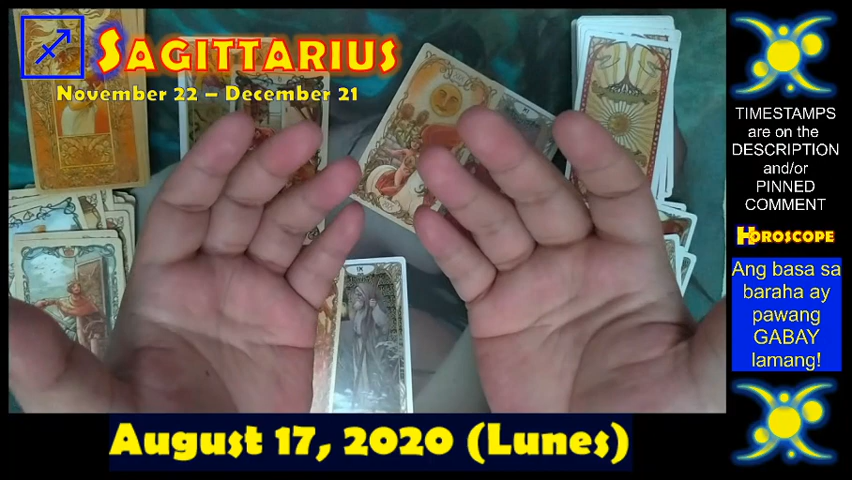 SAGITTARIUS
November 22 – December 21
TIMESTAMPS
are on the
DESCRIPTION
and/or
PINNED
COMMENT
HOROSCOPE
Ang basa sa
baraha ay
pawang
GABAY
lamang!
IX
August 17, 2020 (Lunes)